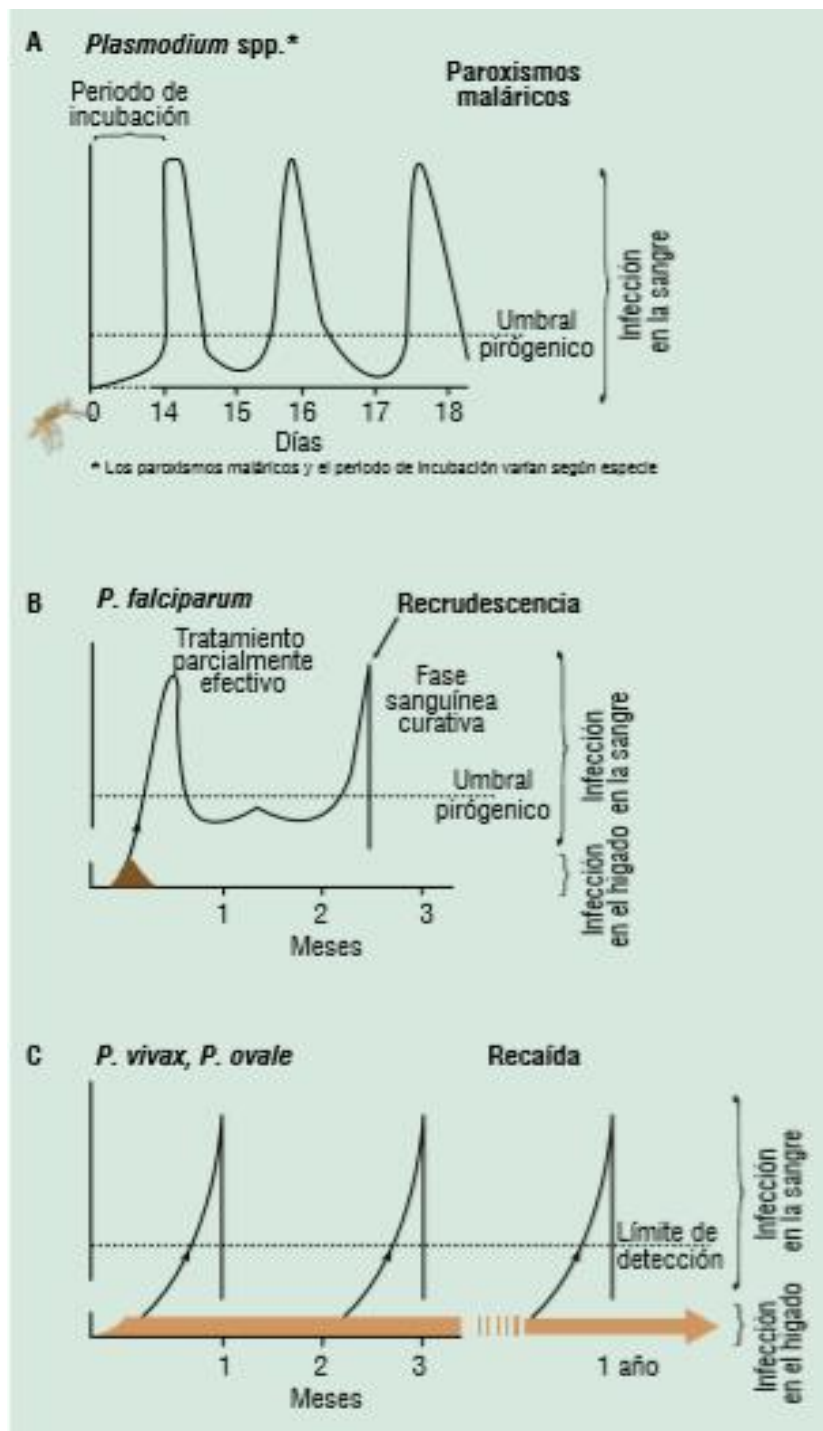 A Plasmodium spp.*
Paroxismos
maláricos
Periodo de
incubación
Umbral
pirógenico
Infección
en la sangre
0 14 15 16 17 18
Días
* Los paroxismos maláricos y el periodo de incubación varían según especie
B P. falciparum
Recrudescencia
Tratamiento
parcialmente
efectivo
Fase
sanguínea
curativa
Umbral
pirógenico
Infección
en la sangre
Infección
en el hígado
1 2 3
Meses
C P. vivax, P. ovale
Recaída
Límite de
detección
Infección
en la sangre
Infección
en el hígado
1 2 3 1 año
Meses